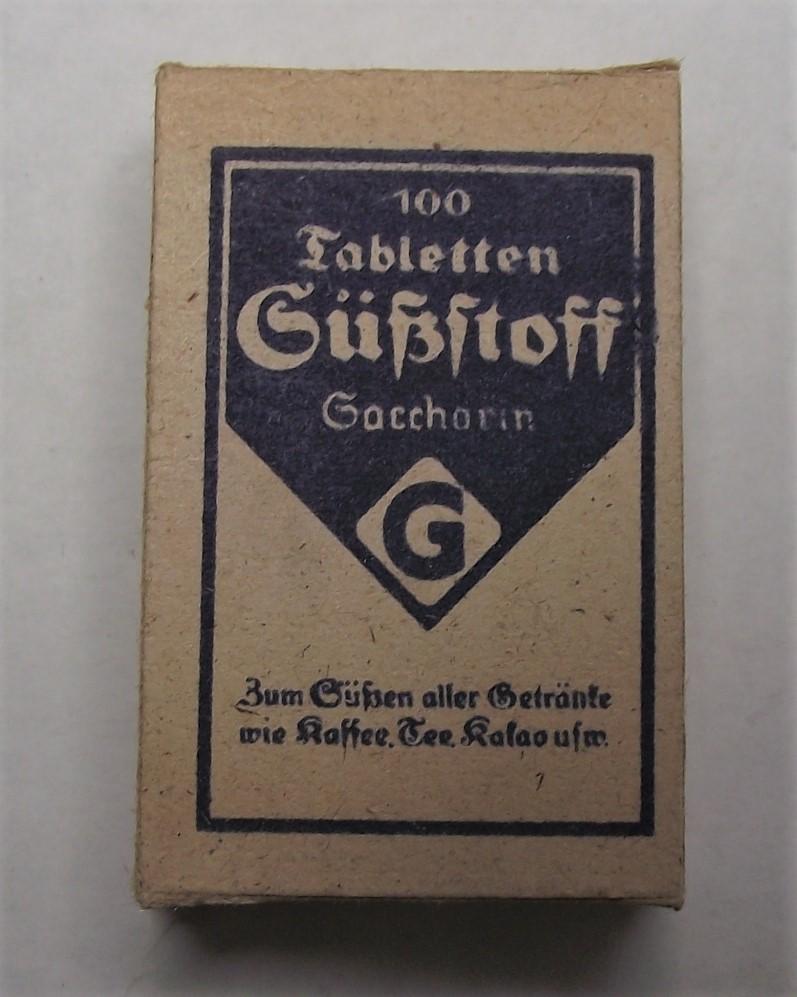 100
Tabletten
Süßstoff
Saccharin
G
Zum Süßen aller Getränke
wie Kaffee, Tee, Kakao usw.